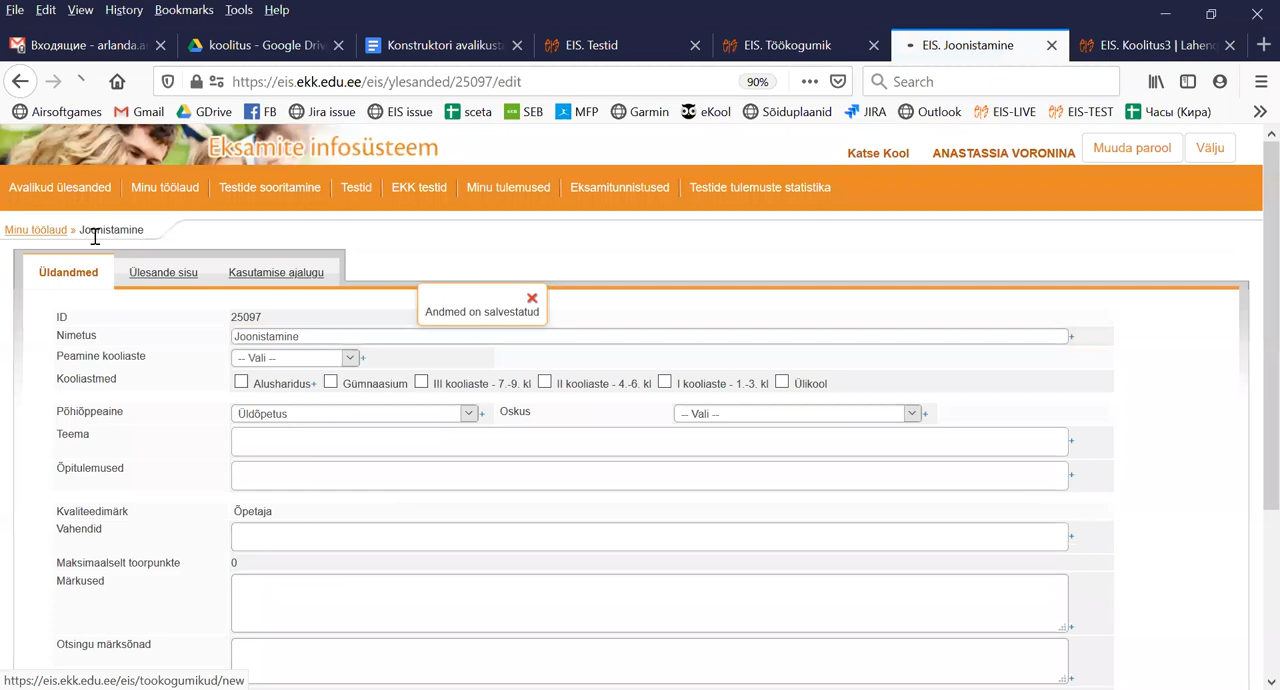 File Edit View History Bookmarks Tools Help
Входящие - arlanda.a koolitus - Google Driv Konstruktori avalikust EIS. Testid EIS. Töökogumik EIS. Joonistamine EIS. Koolitus3 | Lahend
https://eis.ekk.edu.ee/eis/ylesanded/25097/edit 90% Search
Airsoftgames Gmail GDrive FB Jira issue EIS issue sceta SEB MFP Garmin eKool Sõiduplaanid JIRA Outlook EIS-LIVE EIS-TEST Часы (Кира)
Eksamite infosüsteem
Katse Kool ANASTASSIA VORONINA Muuda parool Välju
Avalikud ülesanded Minu töölaud Testide sooritamine Testid EKK testid Minu tulemused Eksamitunnistused Testide tulemuste statistika
Minu töölaud » Joonistamine
Üldandmed Ülesande sisu Kasutamise ajalugu
Andmed on salvestatud
ID 25097
Nimetus Joonistamine +
Peamine kooliaste -- Vali -- +
Kooliastmed Alusharidus+ Gümnaasium III kooliaste - 7.-9. kl II kooliaste - 4.-6. kl I kooliaste - 1.-3. kl Ülikool
Põhiõppeaine Üldõpetus + Oskus -- Vali -- +
Teema +
Õpitulemused +
Kvaliteedimärk Õpetaja
Vahendid +
Maksimaalselt toorpunkte 0
Märkused +
Otsingu märksõnad +
https://eis.ekk.edu.ee/eis/tookogumikud/new